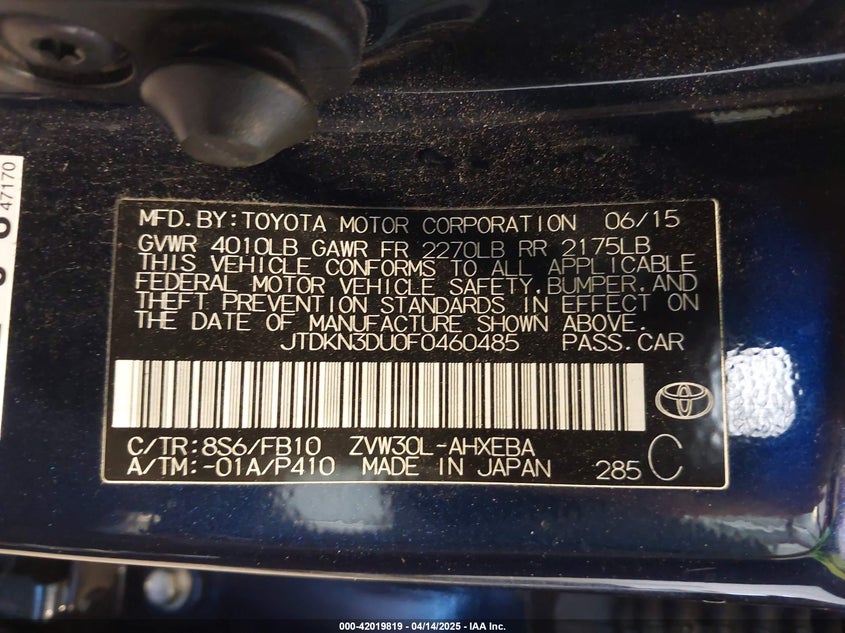 MFD.BY:TOYOTA MOTOR CORPORATION 06/15
GVWR 4010LB GAWR FR 2270LB RR 2175LB
THIS VEHICLE CONFORMS TO ALL APPLICABLE
FEDERAL MOTOR VEHICLE SAFETY,BUMPER,AND
THEFT PREVENTION STANDARDS IN EFFECT ON
THE DATE OF MANUFACTURE SHOWN ABOVE.
JTDKN3DU0F0460485 PASS.CAR
C/TR:8S6/FB10 ZVW30L-AHXEBA
A/TM:-01A/P410 MADE IN JAPAN 285 C
47170
000-42019819 - 04/14/2025 - IAA Inc.